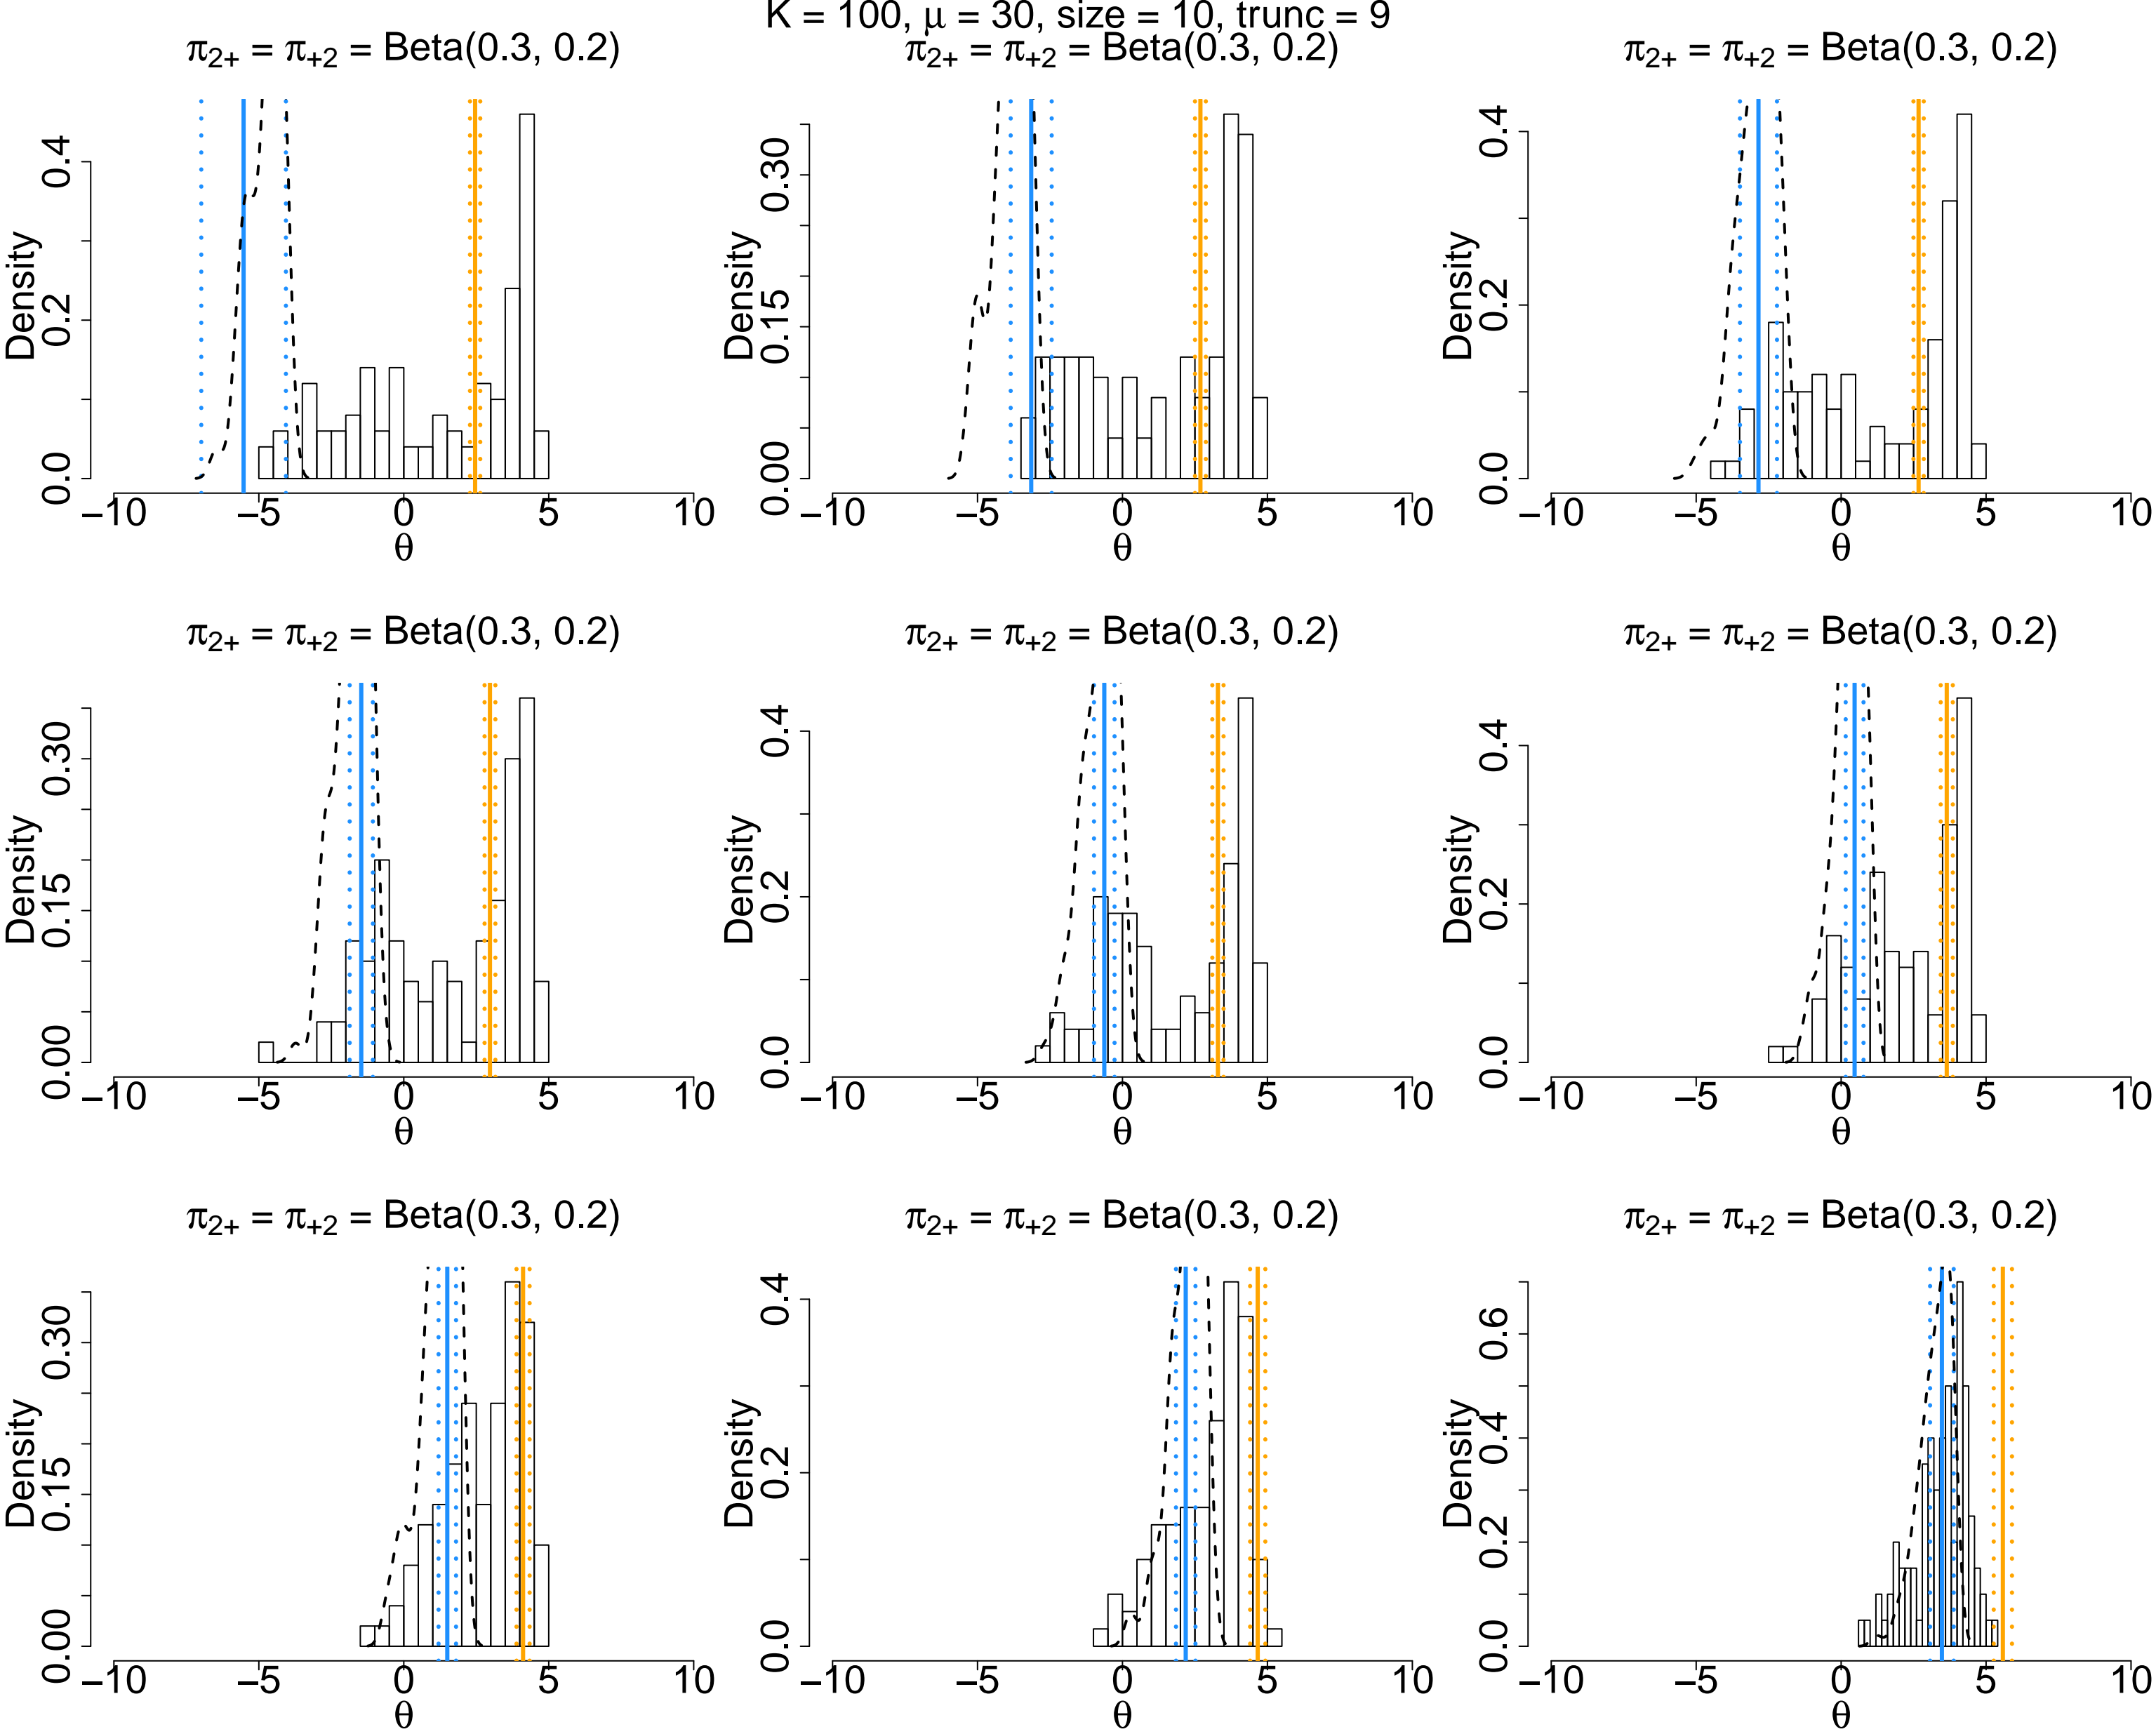 K = 100, μ = 30, size = 10, trunc = 9
π2+ = π+2 = Beta(0.3, 0.2)
Density
0.0 0.2 0.4
−10 −5 0 5 10
θ
π2+ = π+2 = Beta(0.3, 0.2)
Density
0.00 0.15 0.30
−10 −5 0 5 10
θ
π2+ = π+2 = Beta(0.3, 0.2)
Density
0.0 0.2 0.4
−10 −5 0 5 10
θ
π2+ = π+2 = Beta(0.3, 0.2)
Density
0.00 0.15 0.30
−10 −5 0 5 10
θ
π2+ = π+2 = Beta(0.3, 0.2)
Density
0.0 0.2 0.4
−10 −5 0 5 10
θ
π2+ = π+2 = Beta(0.3, 0.2)
Density
0.0 0.2 0.4
−10 −5 0 5 10
θ
π2+ = π+2 = Beta(0.3, 0.2)
Density
0.00 0.15 0.30
−10 −5 0 5 10
θ
π2+ = π+2 = Beta(0.3, 0.2)
Density
0.0 0.2 0.4
−10 −5 0 5 10
θ
π2+ = π+2 = Beta(0.3, 0.2)
Density
0.0 0.2 0.4 0.6
−10 −5 0 5 10
θ